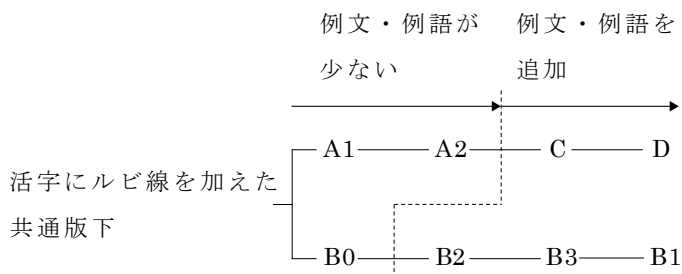 例文・例語が
少ない
例文・例語を
追加
A1 A2 C D
活字にルビ線を加えた
共通版下
B0 B2 B3 B1